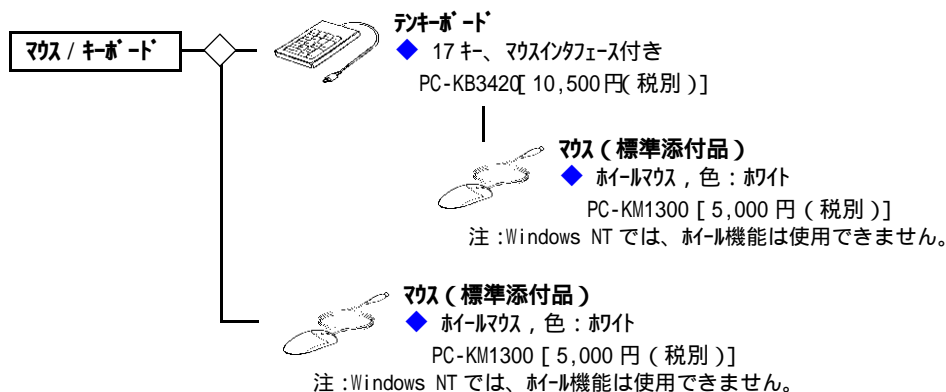 マウス / キーボード
テンキーボード
◆ 17 キー、マウスインタフェース付き
PC-KB3420[ 10,500円( 税別 )]
マウス ( 標準添付品 )
◆ ホイールマウス , 色 : ホワイト
PC-KM1300 [ 5,000 円 ( 税別 )]
注 :Windows NT では、ホイール機能は使用できません。
マウス ( 標準添付品 )
◆ ホイールマウス , 色 : ホワイト
PC-KM1300 [ 5,000 円 ( 税別 )]
注 :Windows NT では、ホイール機能は使用できません。